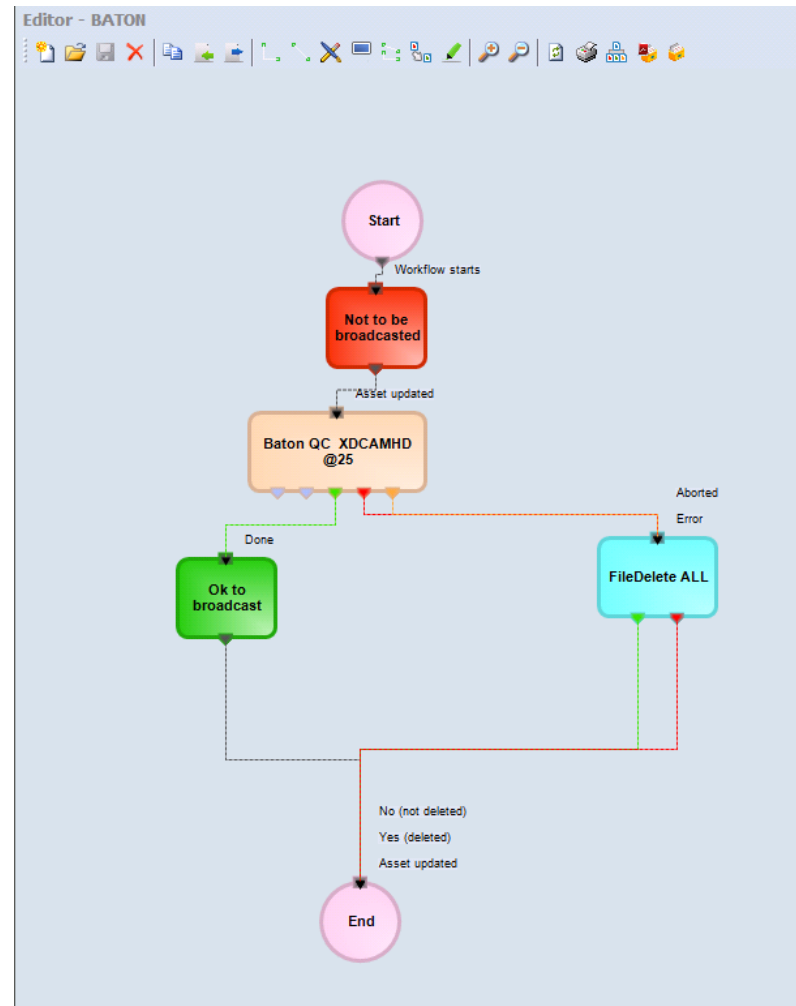 Editor - BATON
Start
Workflow starts
Not to be
broadcasted
Asset updated
Baton QC XDCAMHD
@25
Aborted
Error
Done
Ok to
broadcast
FileDelete ALL
No (not deleted)
Yes (deleted)
Asset updated
End